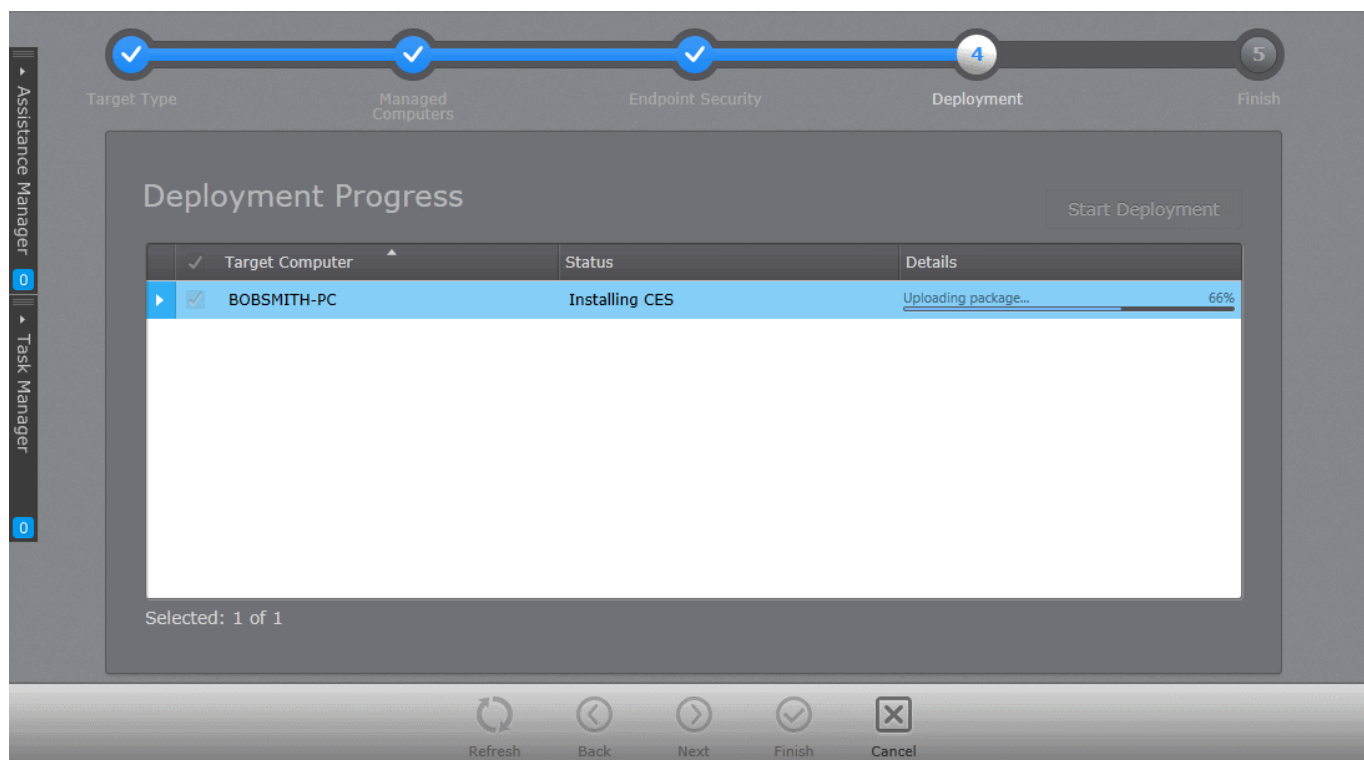 4
5
Target Type
Managed
Computers
Endpoint Security
Deployment
Finish
Assistance Manager
0
Task Manager
0
Deployment Progress
Start Deployment
Target Computer
Status
Details
BOBSMITH-PC
Installing CES
Uploading package...
66%
Selected: 1 of 1
Refresh
Back
Next
Finish
Cancel